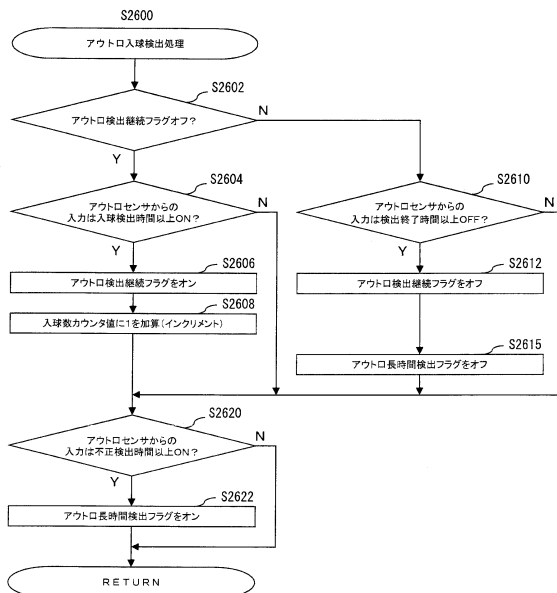 S2600
アウトロ入球検出処理
S2602
アウトロ検出継続フラグオフ?
N
Y
S2604
アウトロセンサからの
入力は入球検出時間以上ON?
N
Y
S2610
アウトロセンサからの
入力は検出終了時間以上OFF?
N
Y
S2606
アウトロ検出継続フラグをオン
S2612
アウトロ検出継続フラグをオフ
S2608
入球数カウンタ値に1を加算(インクリメント)
S2615
アウトロ長時間検出フラグをオフ
S2620
アウトロセンサからの
入力は不正検出時間以上ON?
N
Y
S2622
アウトロ長時間検出フラグをオン
RETURN